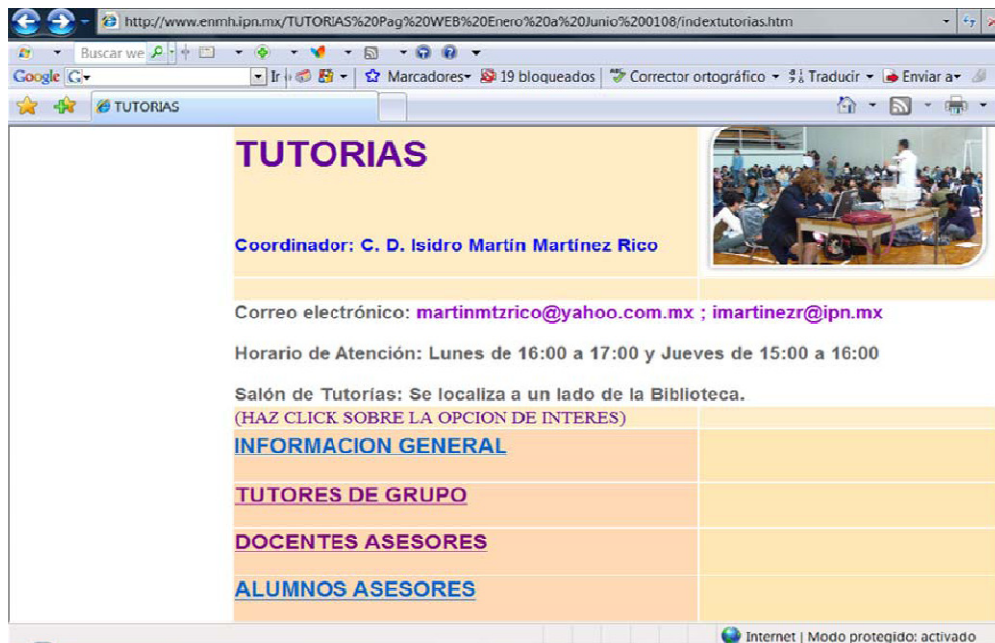 http://www.enmh.ipn.mx/TUTORIAS%20Pag%20WEB%20Enero%20a%20Junio%200108/indextutorias.htm
Buscar we
Google G Ir 19 bloqueados Marcadores Corrector ortográfico Traducir Enviar a
TUTORIAS
TUTORIAS
Coordinador: C. D. Isidro Martín Martínez Rico
Correo electrónico: martinmtzrico@yahoo.com.mx ; imartinezr@ipn.mx
Horario de Atención: Lunes de 16:00 a 17:00 y Jueves de 15:00 a 16:00
Salón de Tutorías: Se localiza a un lado de la Biblioteca.
(HAZ CLICK SOBRE LA OPCION DE INTERES)
INFORMACION GENERAL
TUTORES DE GRUPO
DOCENTES ASESORES
ALUMNOS ASESORES
Internet | Modo protegido: activado